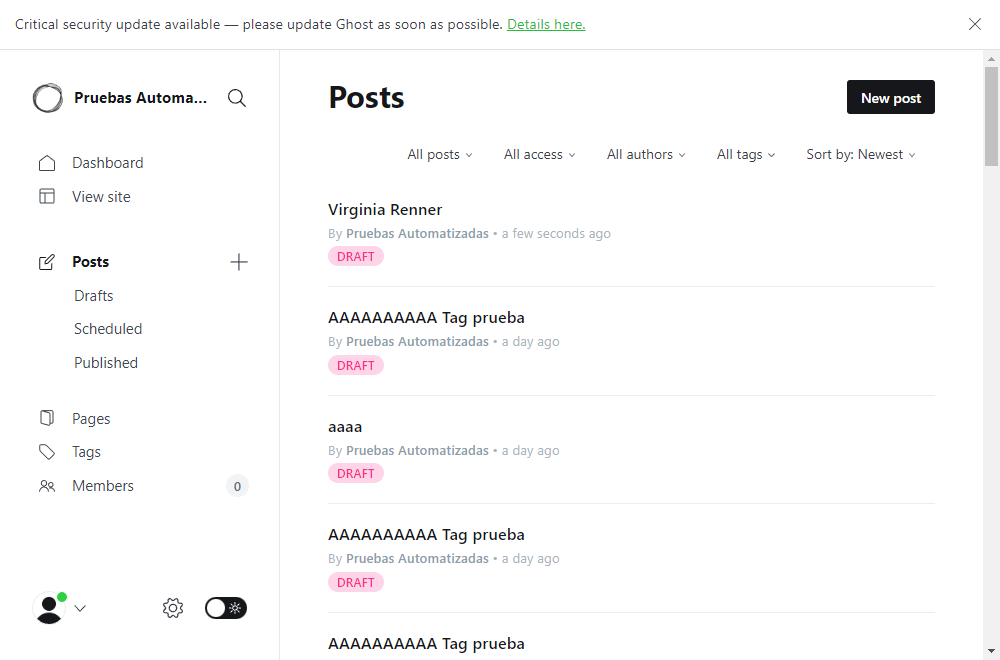 Critical security update available — please update Ghost as soon as possible. Details here.
Pruebas Automa...
Dashboard
View site
Posts
Drafts
Scheduled
Published
Pages
Tags
Members 0
Posts
New post
All posts All access All authors All tags Sort by: Newest
Virginia Renner
By Pruebas Automatizadas • a few seconds ago
DRAFT
AAAAAAAAAA Tag prueba
By Pruebas Automatizadas • a day ago
DRAFT
aaaa
By Pruebas Automatizadas • a day ago
DRAFT
AAAAAAAAAA Tag prueba
By Pruebas Automatizadas • a day ago
DRAFT
AAAAAAAAAA Tag prueba